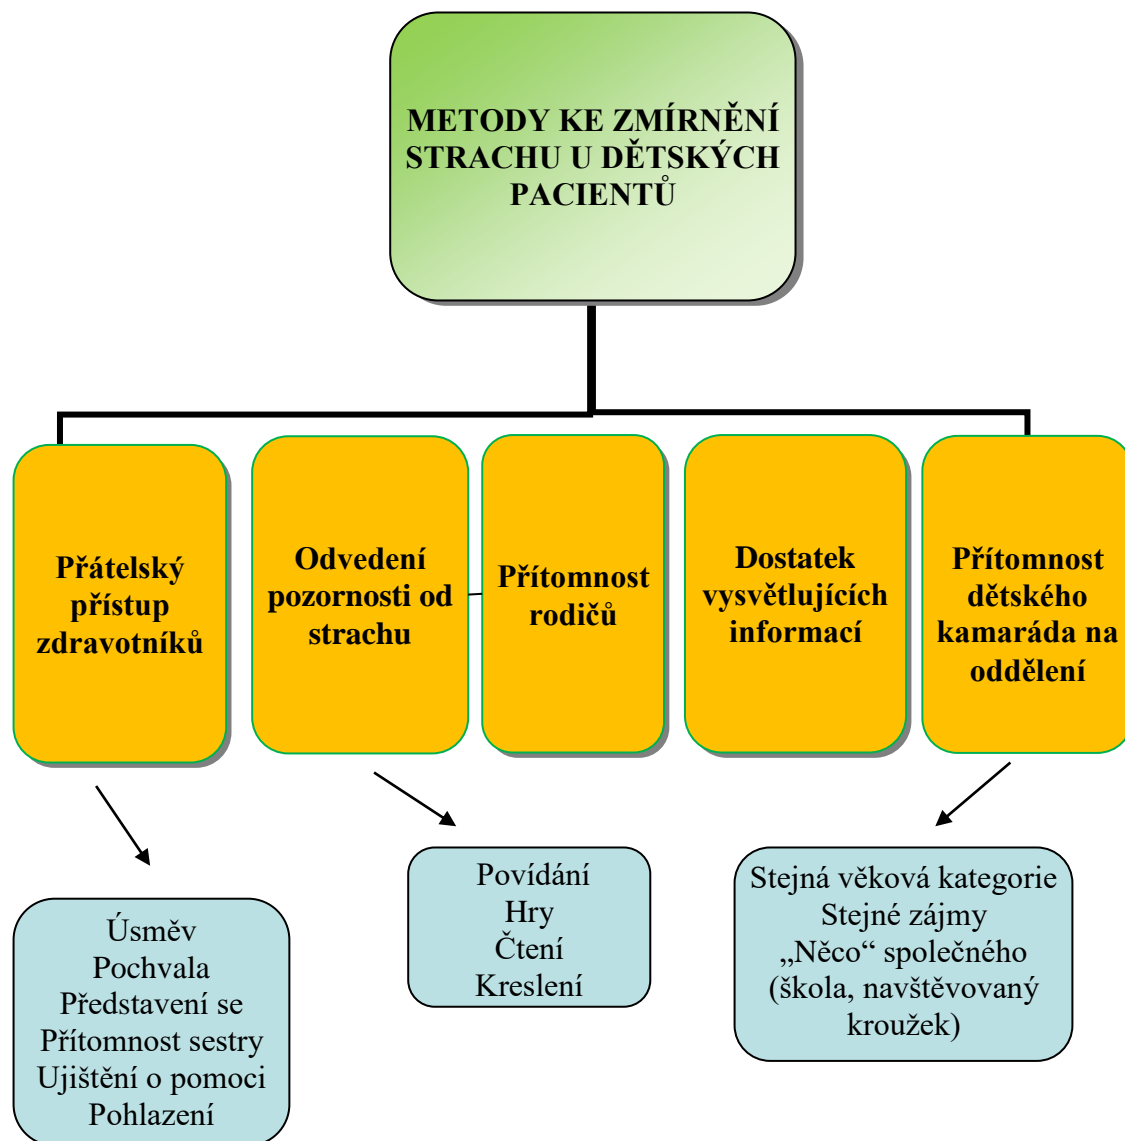 METODY KE ZMÍRNĚNÍ
STRACHU U DĚTSKÝCH
PACIENTŮ
Přátelský
přístup
zdravotníků
Odvedení
pozornosti od
strachu
Přítomnost
rodičů
Dostatek
vysvětlujících
informací
Přítomnost
dětského
kamaráda na
oddělení
Úsměv
Pochvala
Představení se
Přítomnost sestry
Ujištění o pomoci
Pohlazení
Povídání
Hry
Čtení
Kreslení
Stejná věková kategorie
Stejné zájmy
„Něco“ společného
(škola, navštěvovaný
kroužek)